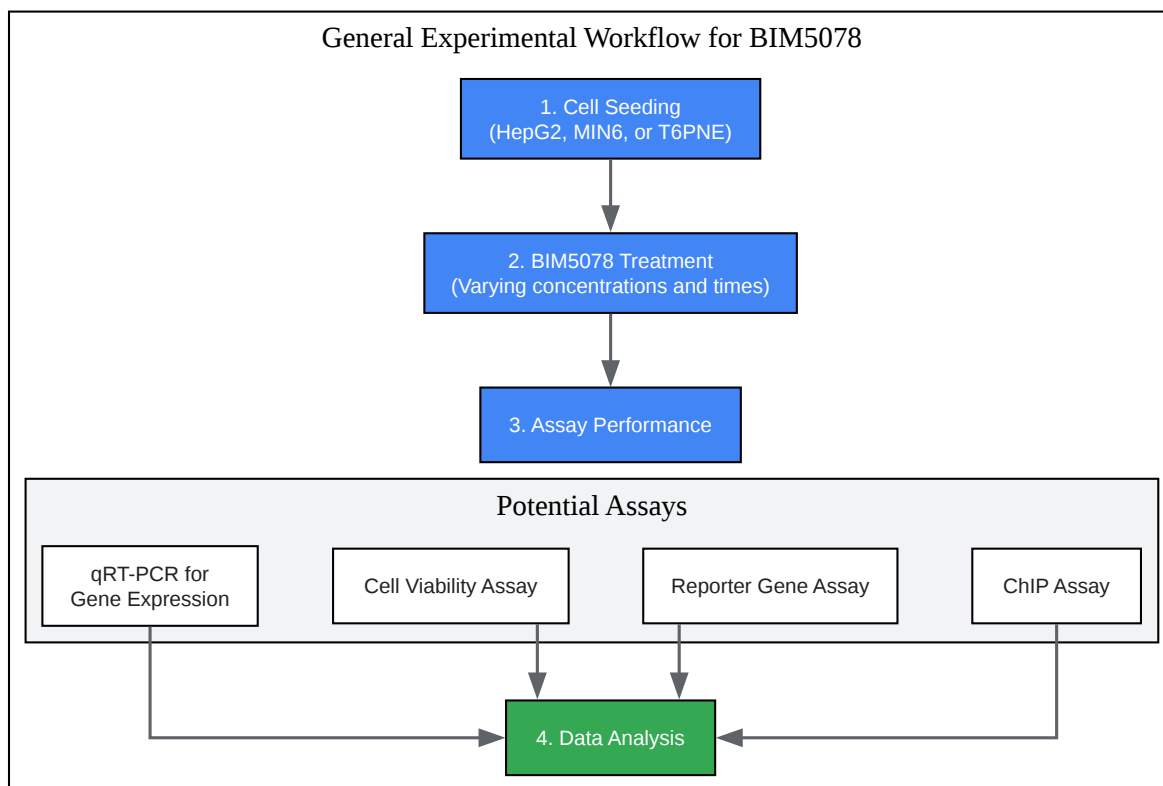 General Experimental Workflow for BIM5078
1. Cell Seeding
(HepG2, MIN6, or T6PNE)
2. BIM5078 Treatment
(Varying concentrations and times)
3. Assay Performance
Potential Assays
qRT-PCR for
Gene Expression
Cell Viability Assay
Reporter Gene Assay
ChIP Assay
4. Data Analysis